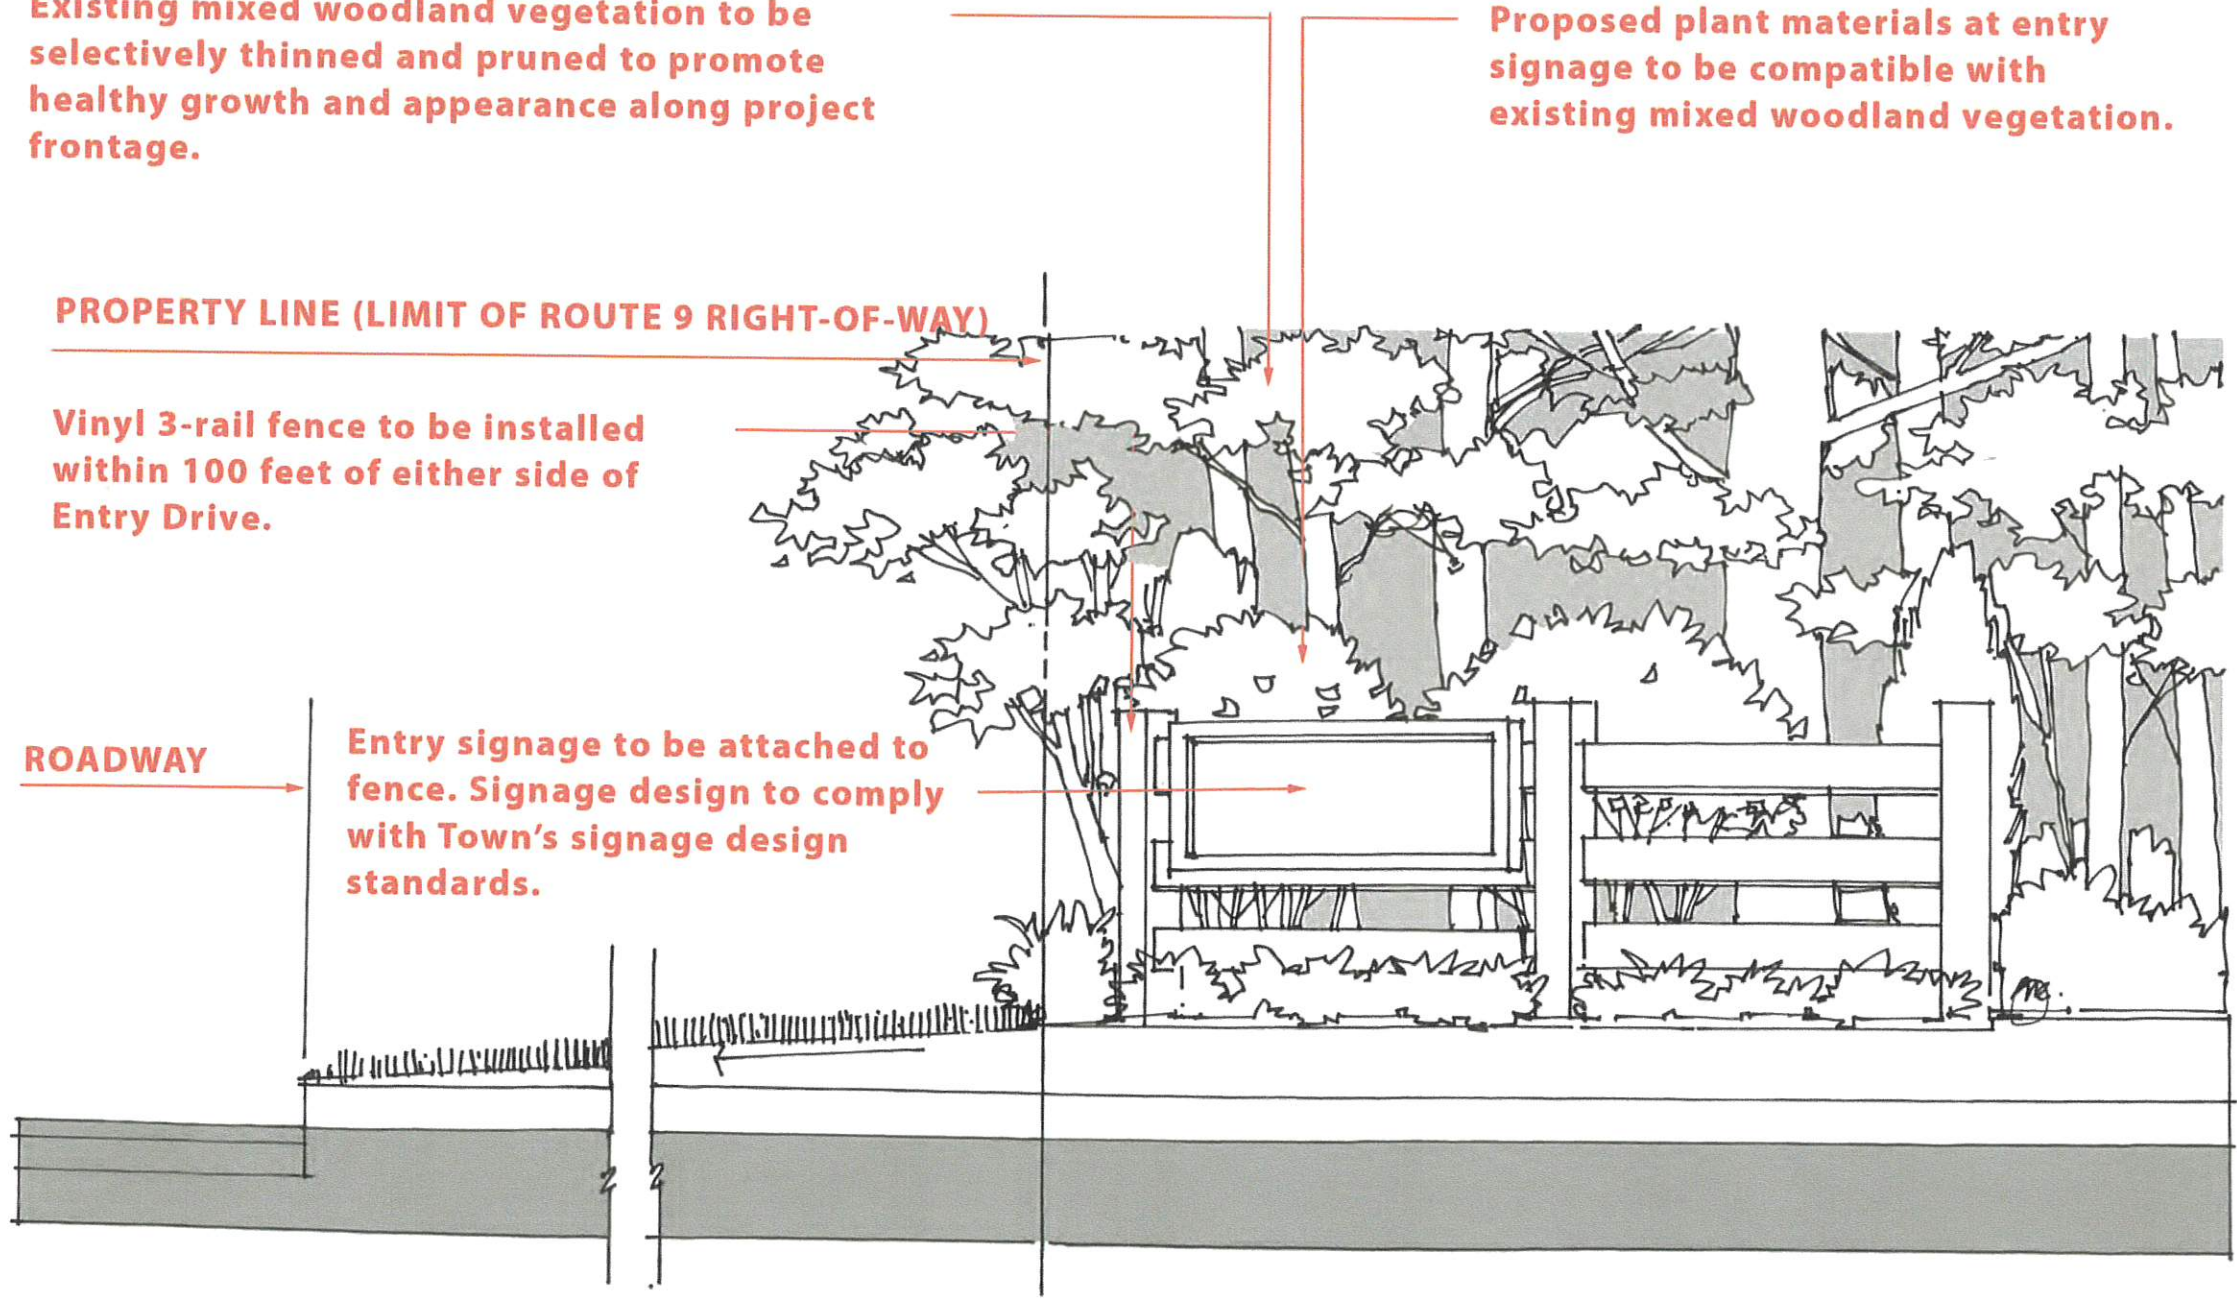 Existing mixed woodland vegetation to be
selectively thinned and pruned to promote
healthy growth and appearance along project
frontage.
Proposed plant materials at entry
signage to be compatible with
existing mixed woodland vegetation.
PROPERTY LINE (LIMIT OF ROUTE 9 RIGHT-OF-WAY)
Vinyl 3-rail fence to be installed
within 100 feet of either side of
Entry Drive.
ROADWAY
Entry signage to be attached to
fence. Signage design to comply
with Town's signage design
standards.